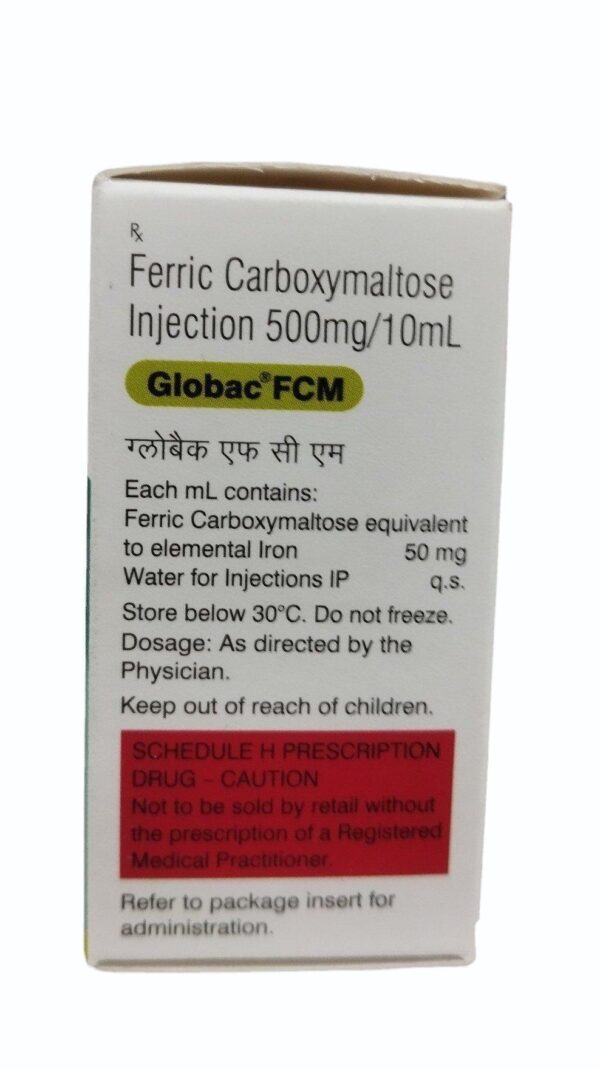 Rx
Ferric Carboxymaltose
Injection 500mg/10mL
Globac® FCM
ग्लोबैक एफ सी एम
Each mL contains:
Ferric Carboxymaltose equivalent
to elemental Iron 50 mg
Water for Injections IP q.s.
Store below 30°C. Do not freeze.
Dosage: As directed by the
Physician.
Keep out of reach of children.
SCHEDULE H PRESCRIPTION
DRUG – CAUTION
Not to be sold by retail without
the prescription of a Registered
Medical Practitioner.
Refer to package insert for
administration.